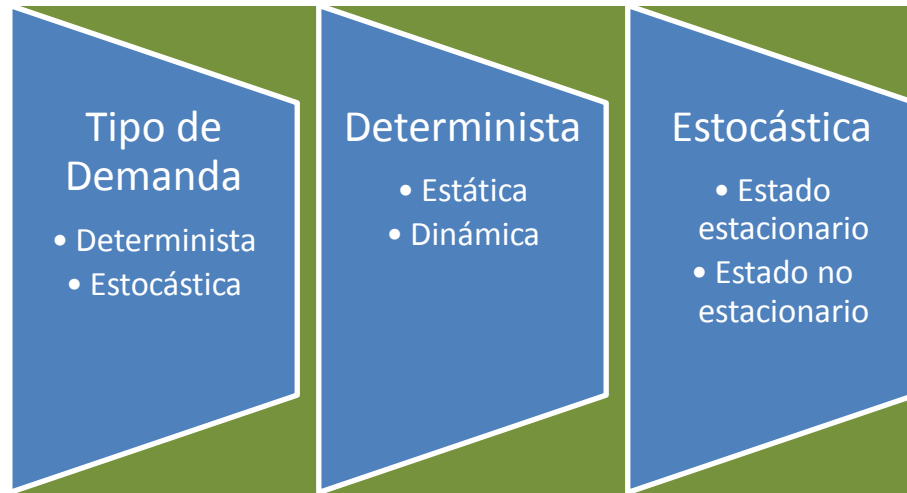 Tipo de
Demanda
• Determinista
• Estocástica
Determinista
• Estática
• Dinámica
Estocástica
• Estado
estacionario
• Estado no
estacionario